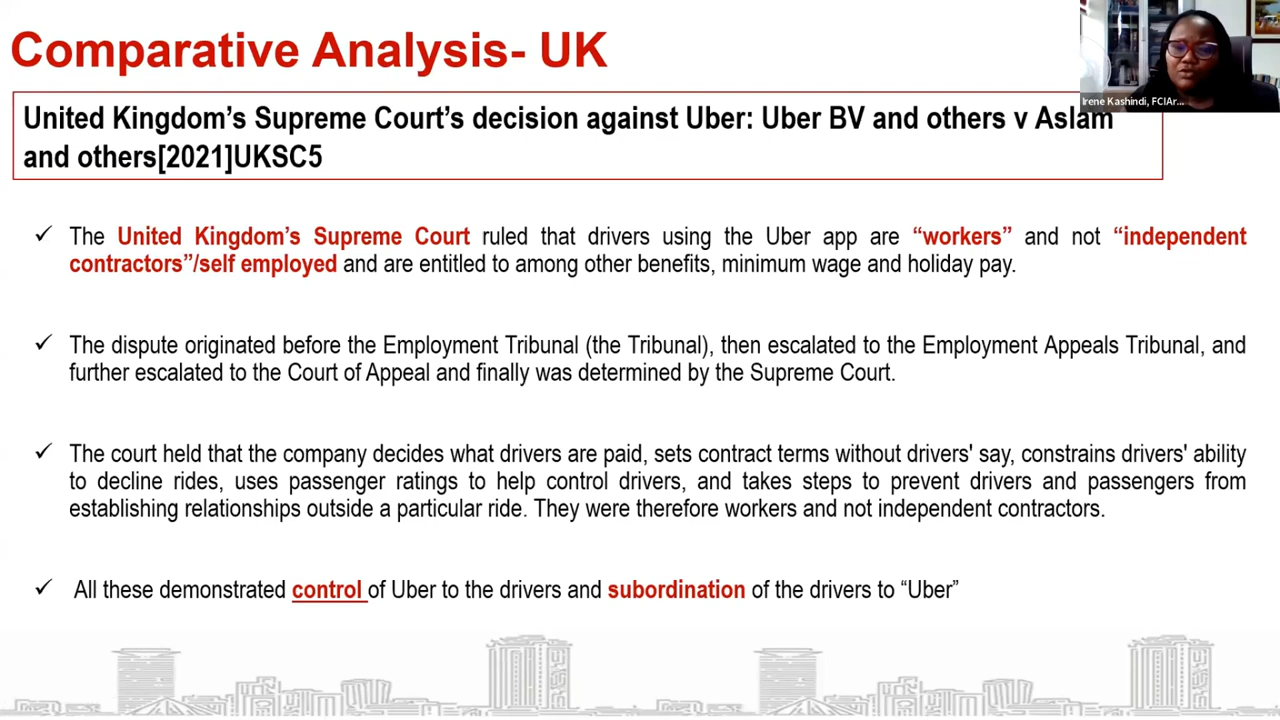 Comparative Analysis- UK
Irene Kashindi, FCIAr...
United Kingdom’s Supreme Court’s decision against Uber: Uber BV and others v Aslam
and others[2021]UKSC5
✓ The United Kingdom’s Supreme Court ruled that drivers using the Uber app are “workers” and not “independent
contractors”/self employed and are entitled to among other benefits, minimum wage and holiday pay.
✓ The dispute originated before the Employment Tribunal (the Tribunal), then escalated to the Employment Appeals Tribunal, and
further escalated to the Court of Appeal and finally was determined by the Supreme Court.
✓ The court held that the company decides what drivers are paid, sets contract terms without drivers' say, constrains drivers' ability
to decline rides, uses passenger ratings to help control drivers, and takes steps to prevent drivers and passengers from
establishing relationships outside a particular ride. They were therefore workers and not independent contractors.
✓ All these demonstrated control of Uber to the drivers and subordination of the drivers to “Uber”